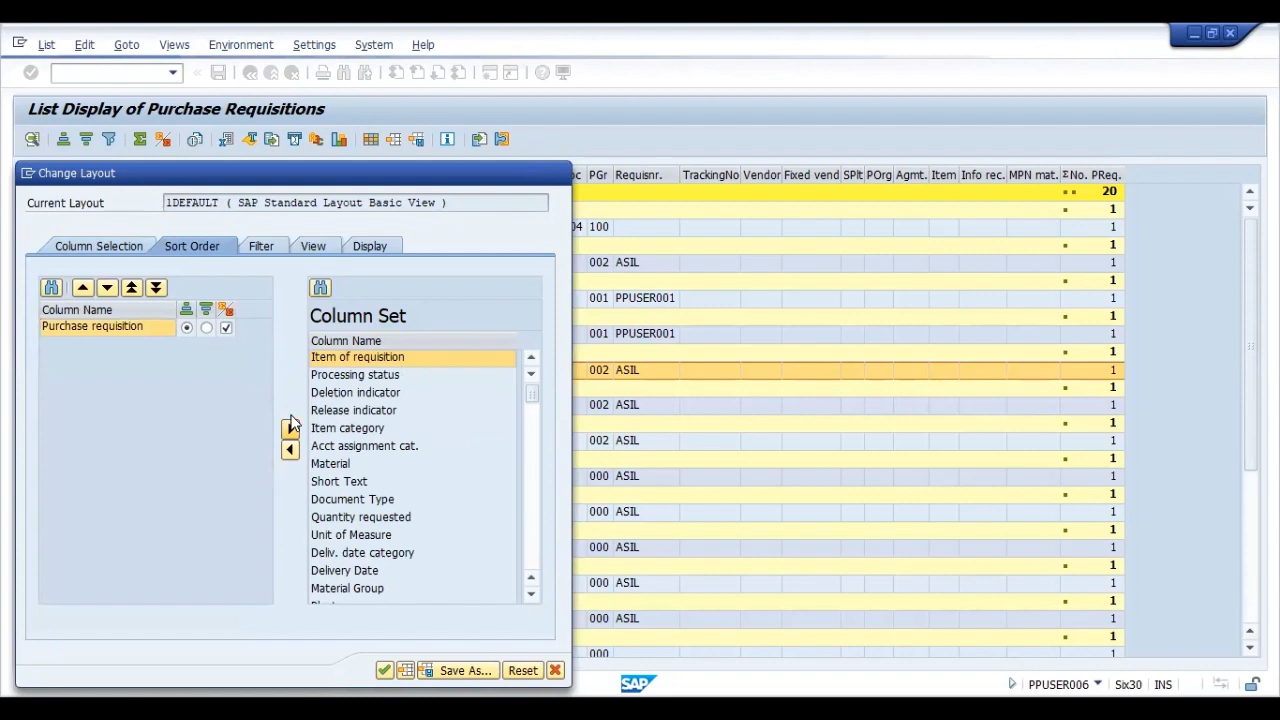 List Edit Goto Views Environment Settings System Help
List Display of Purchase Requisitions
Change Layout
Current Layout 1DEFAULT ( SAP Standard Layout Basic View )
Column Selection Sort Order Filter View Display
Column Name
Purchase requisition
Column Set
Column Name
Item of requisition
Processing status
Deletion indicator
Release indicator
Item category
Acct assignment cat.
Material
Short Text
Document Type
Quantity requested
Unit of Measure
Deliv. date category
Delivery Date
Material Group
Save As... Reset
PGr Requisnr. TrackingNo Vendor Fixed vend SPlt POrg Agmt. Item Info rec. MPN mat. Σ No. PReq.
20
1
04 100 1
1
002 ASIL 1
1
001 PPUSER001 1
1
001 PPUSER001 1
1
002 ASIL 1
1
002 ASIL 1
1
002 ASIL 1
1
000 ASIL 1
1
000 ASIL 1
1
000 ASIL 1
1
000 ASIL 1
1
000 ASIL 1
1
000 1
SAP PPUSER006 Six30 INS